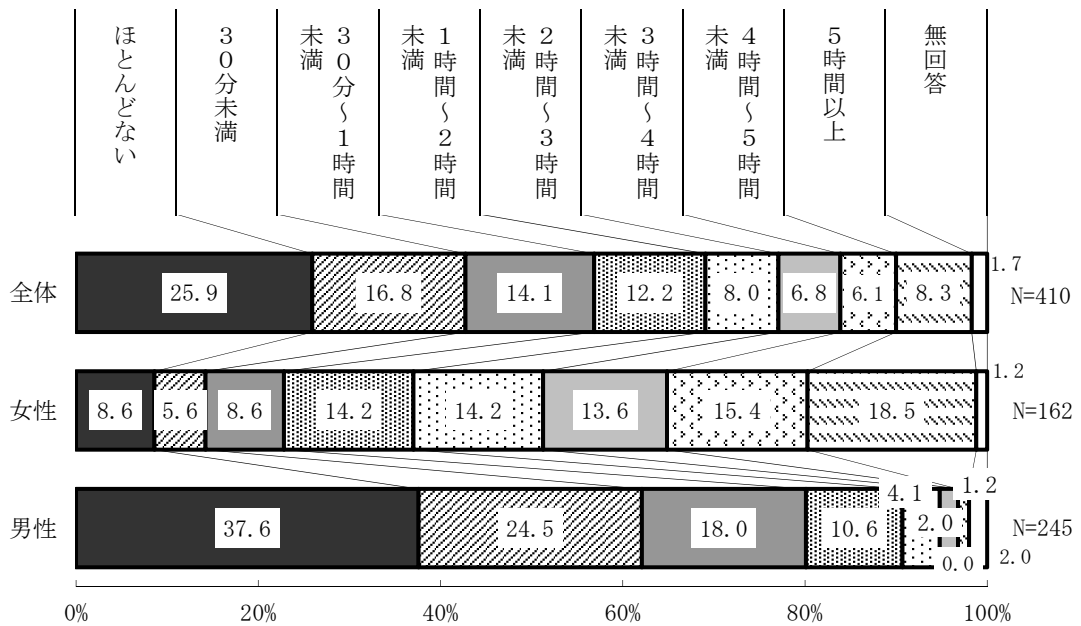 ほとんどない
３０分未満
３０分～１時間
未満
１時間～２時間
未満
２時間～３時間
未満
３時間～４時間
未満
４時間～５時間
未満
５時間以上
無回答
全体 25.9 16.8 14.1 12.2 8.0 6.8 6.1 8.3 1.7 N=410
女性 8.6 5.6 8.6 14.2 14.2 13.6 15.4 18.5 1.2 N=162
男性 37.6 24.5 18.0 10.6 4.1 2.0 1.2 0.0 2.0 N=245
0% 20% 40% 60% 80% 100%